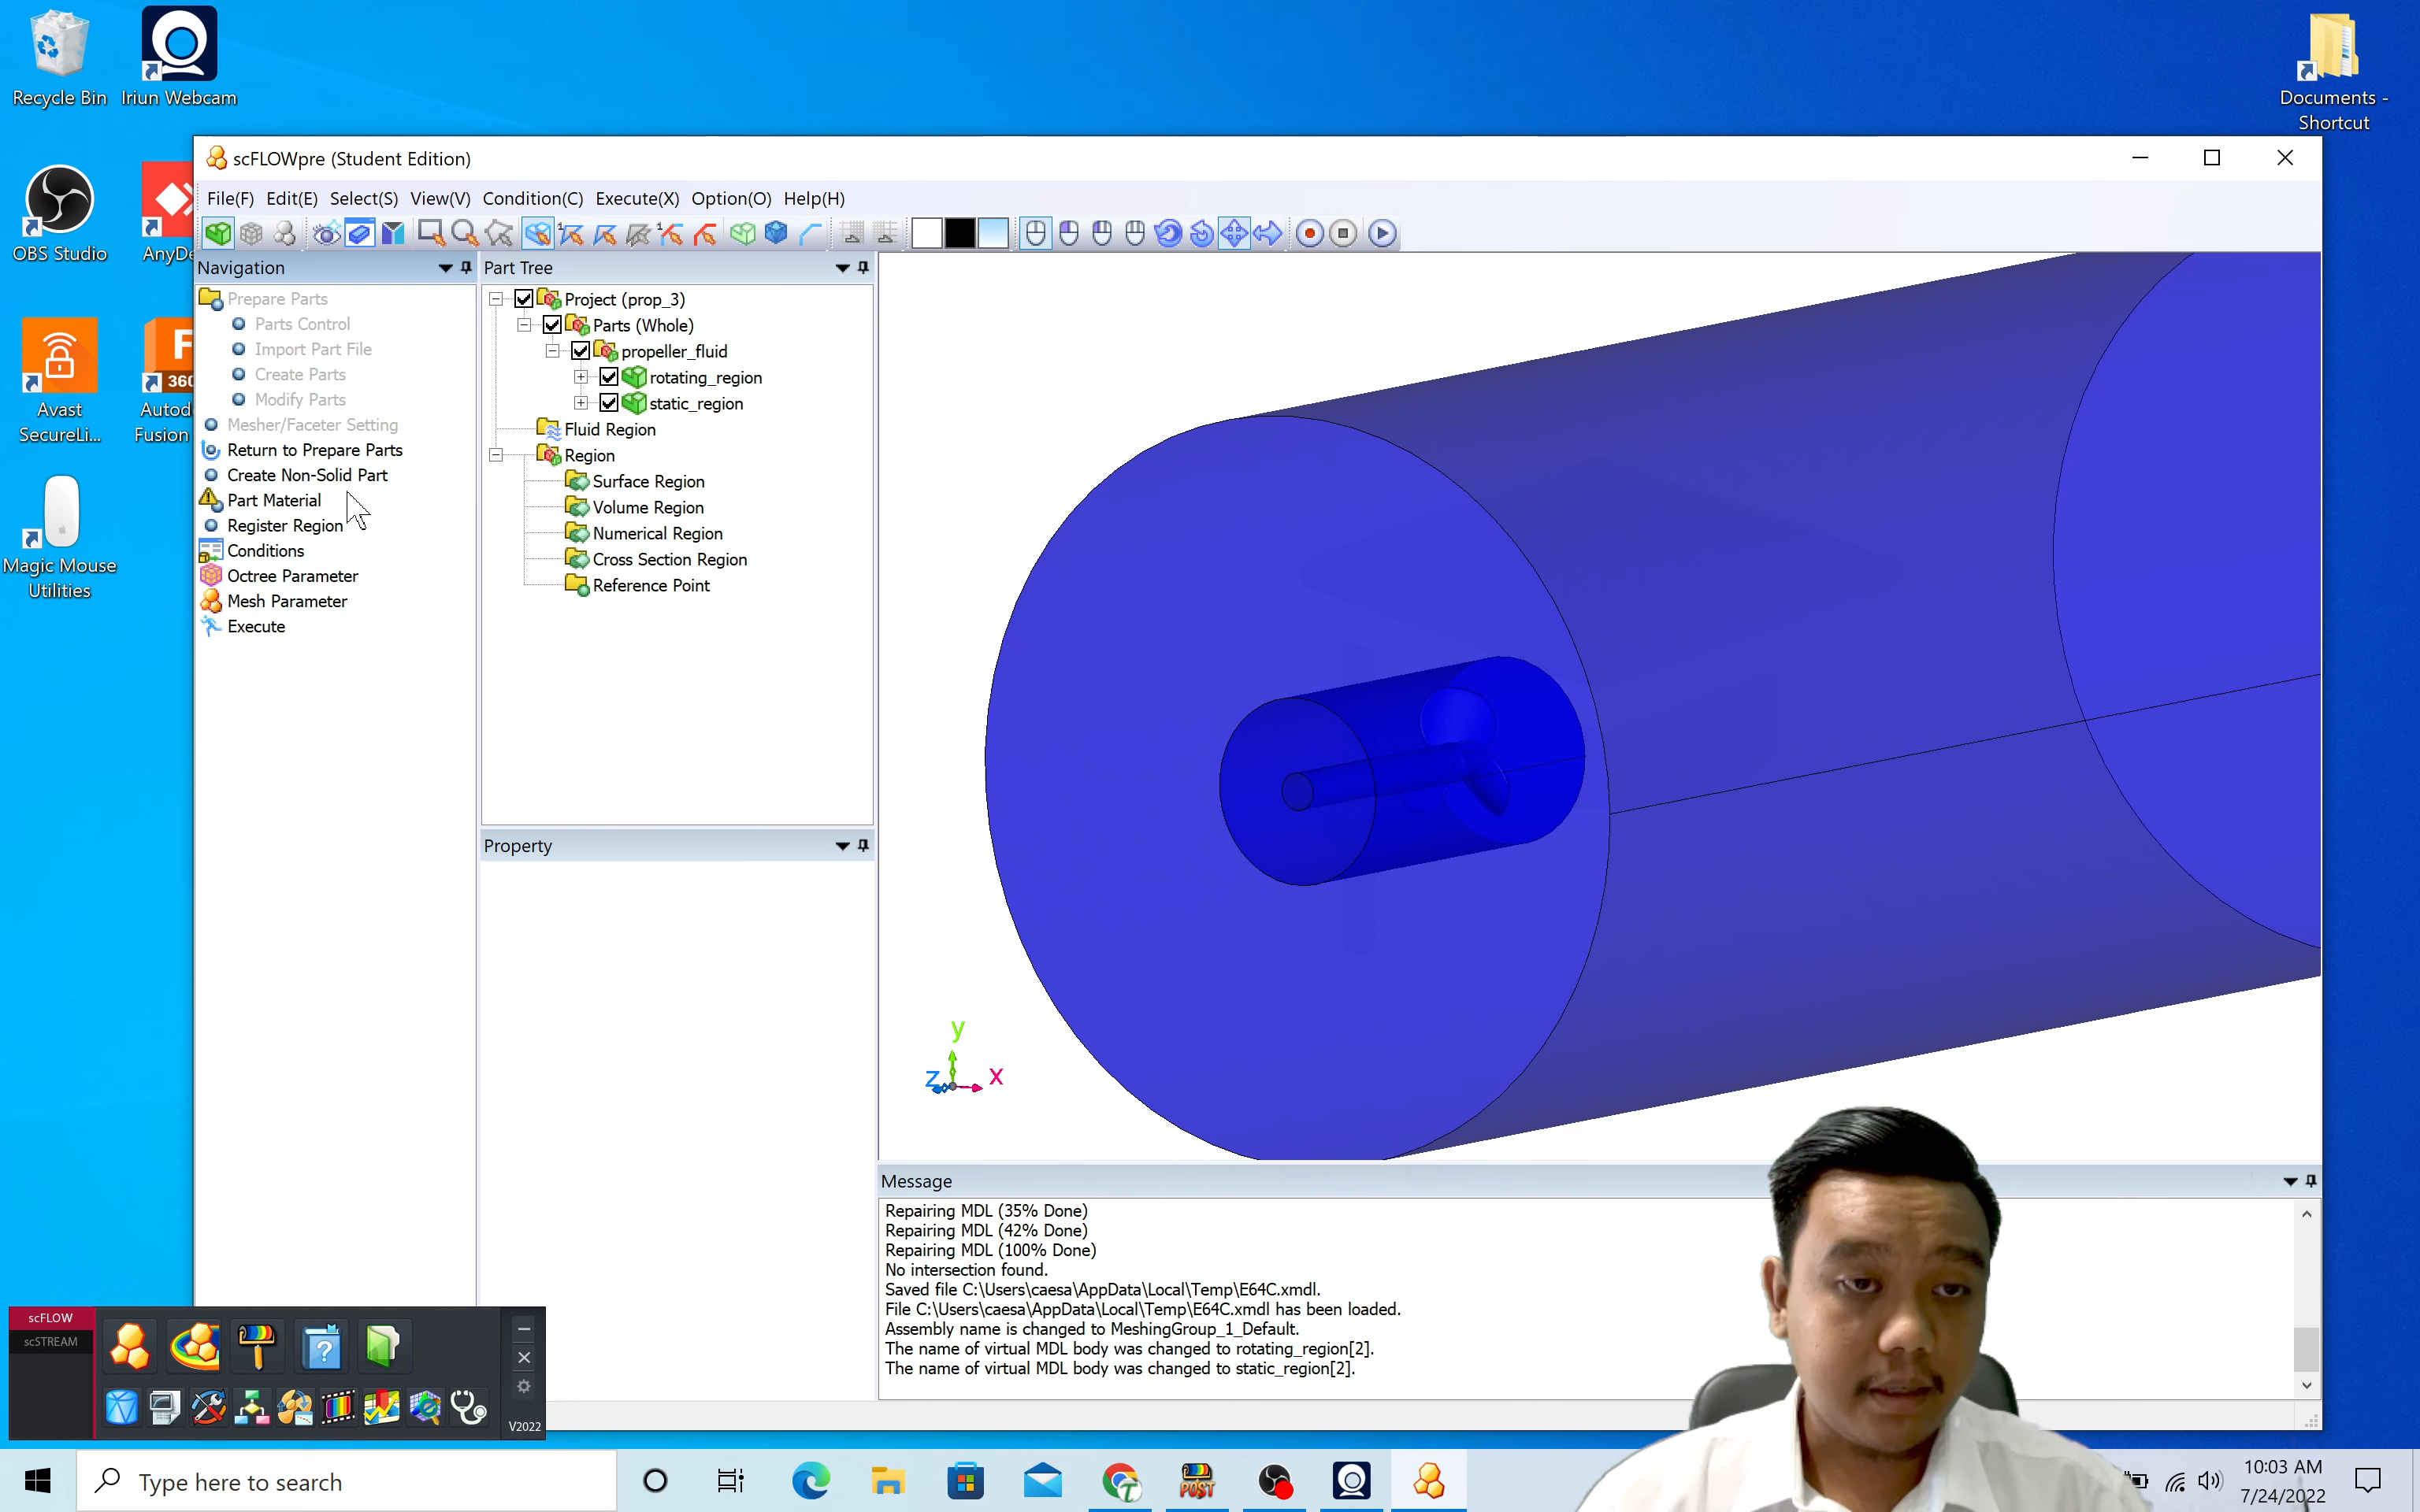 Recycle Bin
Iriun Webcam
Documents -
Shortcut
OBS Studio
AnyDe
Avast
SecureLi...
Autod
Fusion
360
Magic Mouse
Utilities
scFLOWpre (Student Edition)
File(F) Edit(E) Select(S) View(V) Condition(C) Execute(X) Option(O) Help(H)
Navigation
Prepare Parts
Parts Control
Import Part File
Create Parts
Modify Parts
Mesher/Faceter Setting
Return to Prepare Parts
Create Non-Solid Part
Part Material
Register Region
Conditions
Octree Parameter
Mesh Parameter
Execute
Part Tree
Project (prop_3)
Parts (Whole)
propeller_fluid
rotating_region
static_region
Fluid Region
Region
Surface Region
Volume Region
Numerical Region
Cross Section Region
Reference Point
Property
y
z
x
Message
Repairing MDL (35% Done)
Repairing MDL (42% Done)
Repairing MDL (100% Done)
No intersection found.
Saved file C:\Users\caesa\AppData\Local\Temp\E64C.xmdl.
File C:\Users\caesa\AppData\Local\Temp\E64C.xmdl has been loaded.
Assembly name is changed to MeshingGroup_1_Default.
The name of virtual MDL body was changed to rotating_region[2].
The name of virtual MDL body was changed to static_region[2].
scFLOW
scSTREAM
V2022
Type here to search
POST
10:03 AM
7/24/2022